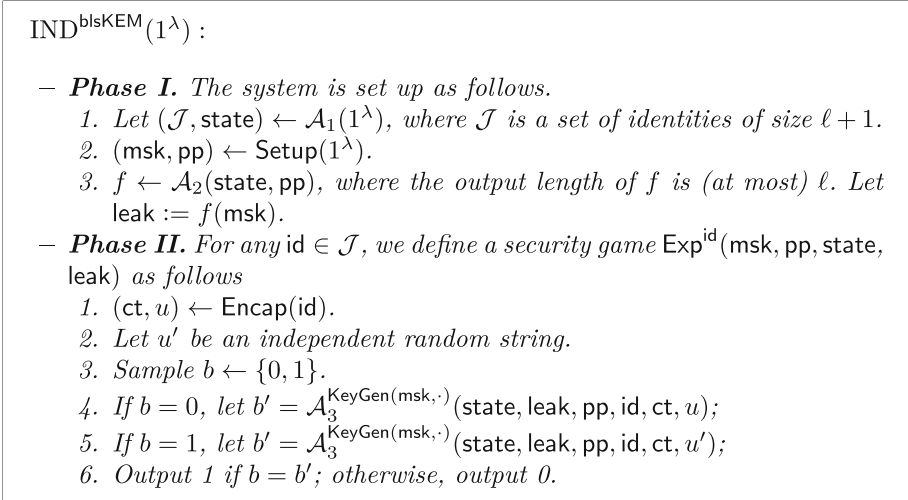 IND^blsKEM(1^λ) :
– Phase I. The system is set up as follows.
1. Let (𝒥, state) ← 𝒜₁(1^λ), where 𝒥 is a set of identities of size ℓ + 1.
2. (msk, pp) ← Setup(1^λ).
3. f ← 𝒜₂(state, pp), where the output length of f is (at most) ℓ. Let
leak := f(msk).
– Phase II. For any id ∈ 𝒥, we define a security game Exp^id(msk, pp, state,
leak) as follows
1. (ct, u) ← Encap(id).
2. Let u′ be an independent random string.
3. Sample b ← {0, 1}.
4. If b = 0, let b′ = 𝒜₃^KeyGen(msk,·)(state, leak, pp, id, ct, u);
5. If b = 1, let b′ = 𝒜₃^KeyGen(msk,·)(state, leak, pp, id, ct, u′);
6. Output 1 if b = b′; otherwise, output 0.